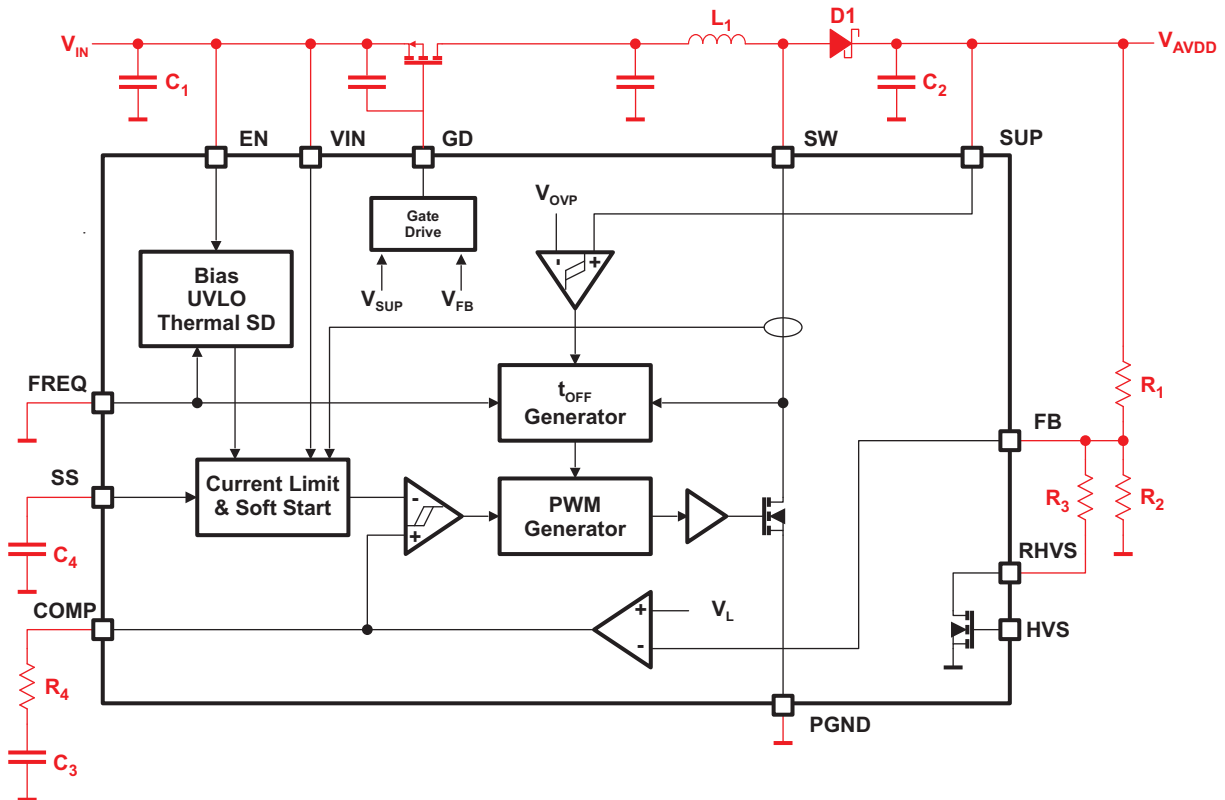 L1
D1
VIN
VAVDD
C1
C2
EN
VIN
GD
SW
SUP
VOVP
Gate
Drive
-
+
Bias
UVLO
Thermal SD
VSUP
VFB
FREQ
tOFF
Generator
R1
FB
SS
Current Limit
& Soft Start
-
+
PWM
Generator
R3
R2
C4
RHVS
COMP
+
VL
-
HVS
R4
PGND
C3